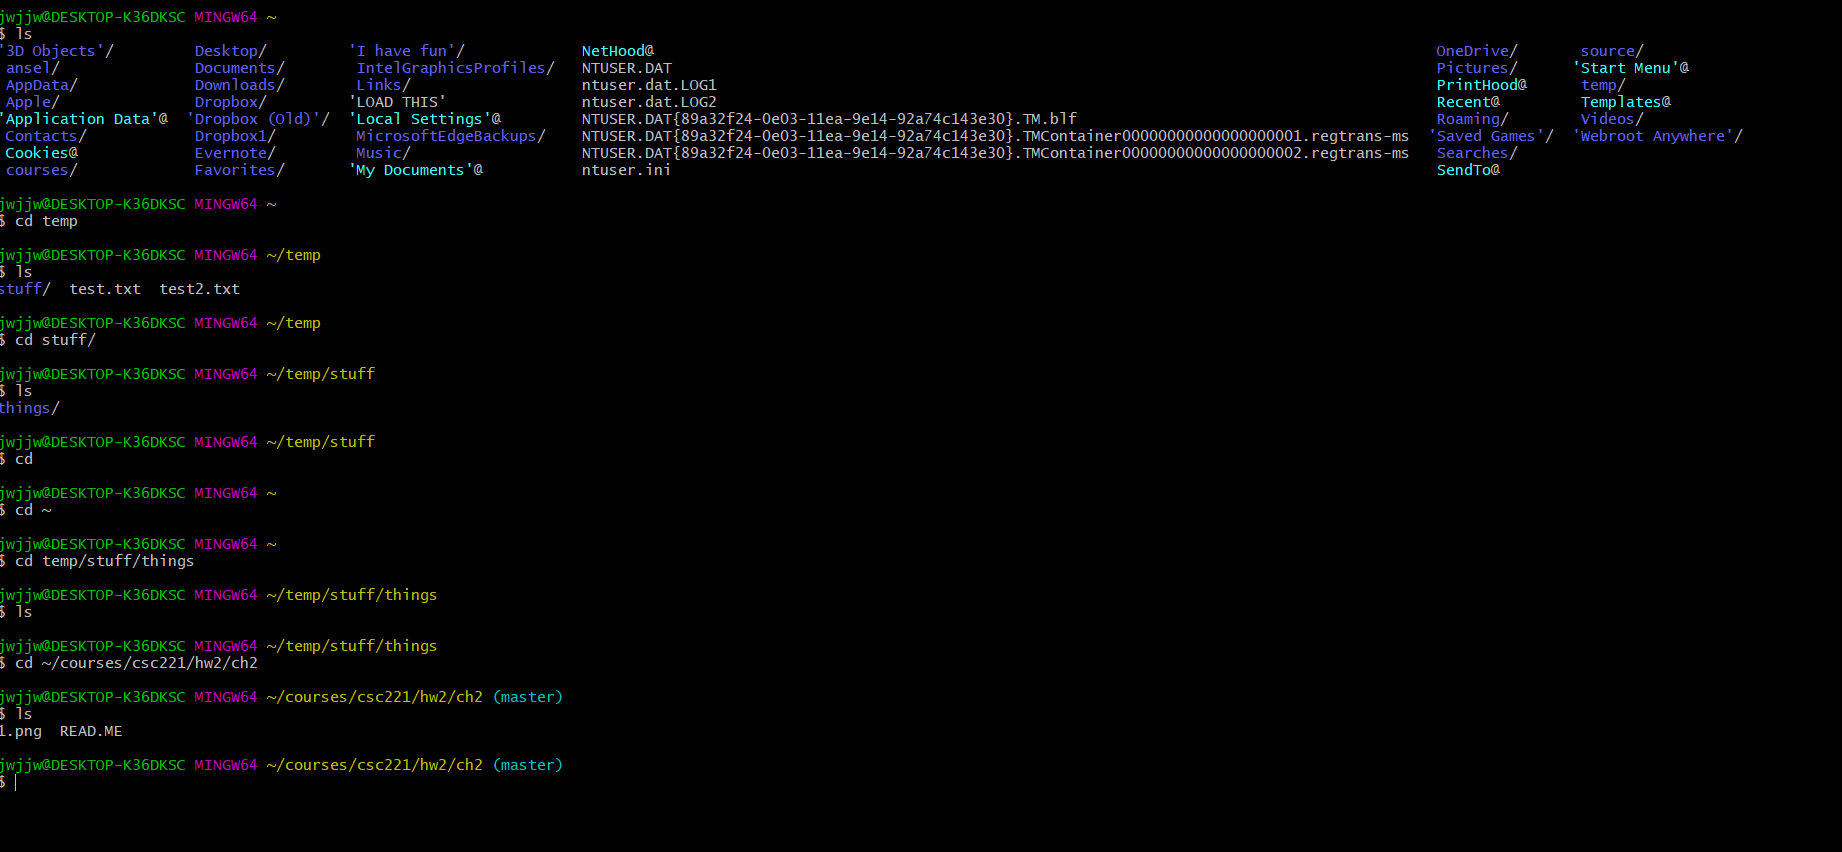 jwjjw@DESKTOP-K36DKSC MINGW64 ~
$ ls
'3D Objects'/         Desktop/         'I have fun'/             NetHood@                                                                                       OneDrive/       source/
 ansel/               Documents/        IntelGraphicsProfiles/   NTUSER.DAT                                                                                     Pictures/      'Start Menu'@
 AppData/             Downloads/        Links/                   ntuser.dat.LOG1                                                                                PrintHood@      temp/
 Apple/               Dropbox/         'LOAD THIS'               ntuser.dat.LOG2                                                                                Recent@         Templates@
'Application Data'@  'Dropbox (Old)'/  'Local Settings'@         NTUSER.DAT{89a32f24-0e03-11ea-9e14-92a74c143e30}.TM.blf                                        Roaming/        Videos/
 Contacts/            Dropbox1/         MicrosoftEdgeBackups/    NTUSER.DAT{89a32f24-0e03-11ea-9e14-92a74c143e30}.TMContainer00000000000000000001.regtrans-ms  'Saved Games'/  'Webroot Anywhere'/
 Cookies@             Evernote/         Music/                   NTUSER.DAT{89a32f24-0e03-11ea-9e14-92a74c143e30}.TMContainer00000000000000000002.regtrans-ms   Searches/
 courses/             Favorites/       'My Documents'@           ntuser.ini                                                                                     SendTo@
jwjjw@DESKTOP-K36DKSC MINGW64 ~
$ cd temp
jwjjw@DESKTOP-K36DKSC MINGW64 ~/temp
$ ls
stuff/  test.txt  test2.txt
jwjjw@DESKTOP-K36DKSC MINGW64 ~/temp
$ cd stuff/
jwjjw@DESKTOP-K36DKSC MINGW64 ~/temp/stuff
$ ls
things/
jwjjw@DESKTOP-K36DKSC MINGW64 ~/temp/stuff
$ cd
jwjjw@DESKTOP-K36DKSC MINGW64 ~
$ cd ~
jwjjw@DESKTOP-K36DKSC MINGW64 ~
$ cd temp/stuff/things
jwjjw@DESKTOP-K36DKSC MINGW64 ~/temp/stuff/things
$ ls
jwjjw@DESKTOP-K36DKSC MINGW64 ~/temp/stuff/things
$ cd ~/courses/csc221/hw2/ch2
jwjjw@DESKTOP-K36DKSC MINGW64 ~/courses/csc221/hw2/ch2 (master)
$ ls
1.png  READ.ME
jwjjw@DESKTOP-K36DKSC MINGW64 ~/courses/csc221/hw2/ch2 (master)
$